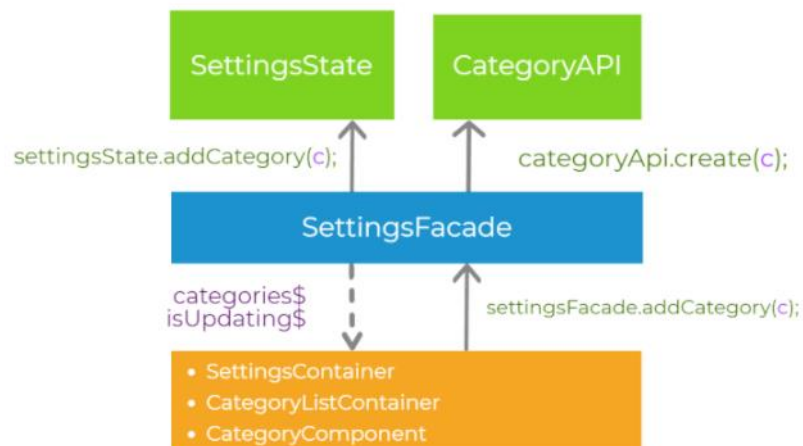 SettingsState
CategoryAPI
settingsState.addCategory(c);
categoryApi.create(c);
SettingsFacade
categories$
isUpdating$
settingsFacade.addCategory(c);
• SettingsContainer
• CategoryListContainer
• CategoryComponent